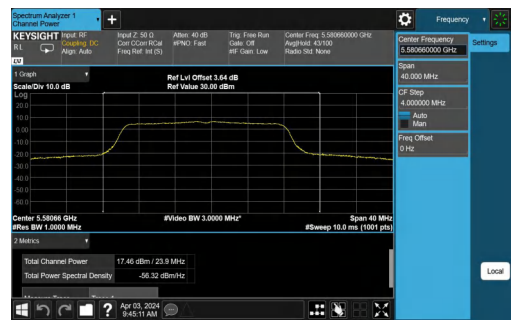 Spectrum Analyzer 1
Channel Power
Frequency
KEYSIGHT
Input: RF
Coupling: DC
Align: Auto
RL
Input Z: 50 Ω
Corr CCorr RCal
Freq Ref: Int (S)
Atten: 40 dB
#PNO: Fast
Trig: Free Run
Gate: Off
#IF Gain: Low
Center Freq: 5.580660000 GHz
Avg|Hold: 43/100
Radio Std: None
Center Frequency
5.580660000 GHz
Settings
Span
40.000 MHz
CF Step
4.000000 MHz
Auto
Man
Freq Offset
0 Hz
1 Graph
Scale/Div 10.0 dB
Ref Lvl Offset 3.64 dB
Ref Value 30.00 dBm
Log
20.0
10.0
0.00
-10.0
-20.0
-30.0
-40.0
-50.0
-60.0
Center 5.58066 GHz
#Video BW 3.0000 MHz*
Span 40 MHz
#Res BW 1.0000 MHz
#Sweep 10.0 ms (1001 pts)
2 Metrics
Total Channel Power 17.46 dBm / 23.9 MHz
Total Power Spectral Density -56.32 dBm/Hz
Local
? Apr 03, 2024
9:45:11 AM